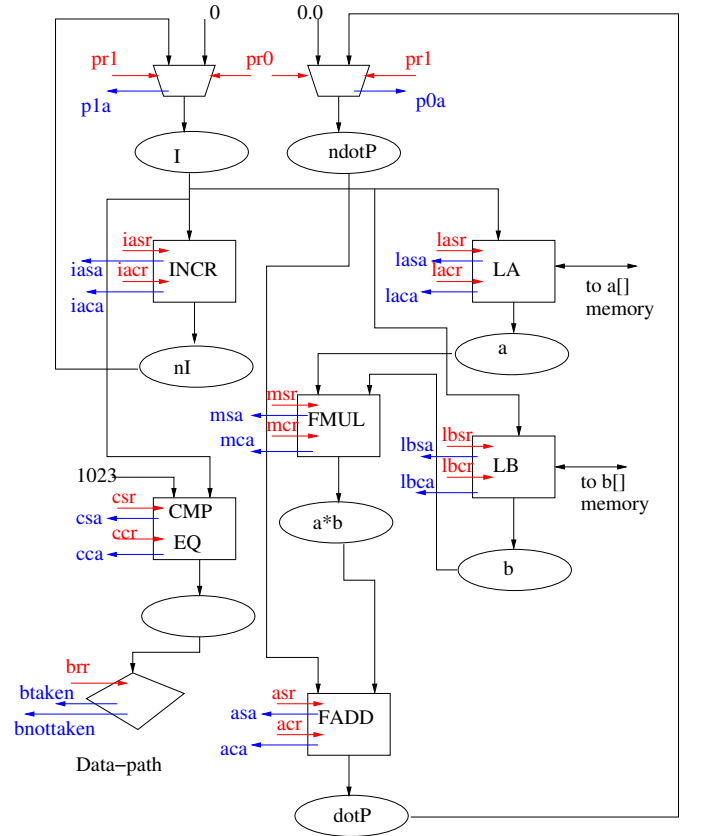 0
0.0
pr1
pr0
pr1
p1a
p0a
I
ndotP
iasr
iasa
iacr
iaca
INCR
lasr
lasa
lacr
laca
LA
to a[]
memory
nI
a
msr
msa
FMUL
mcr
mca
lbsr
lbsa
LB
lbcr
lbca
to b[]
memory
1023
csr
CMP
csa
ccr
EQ
cca
a*b
b
brr
btaken
bnottaken
asr
asa
FADD
acr
aca
Data-path
dotP